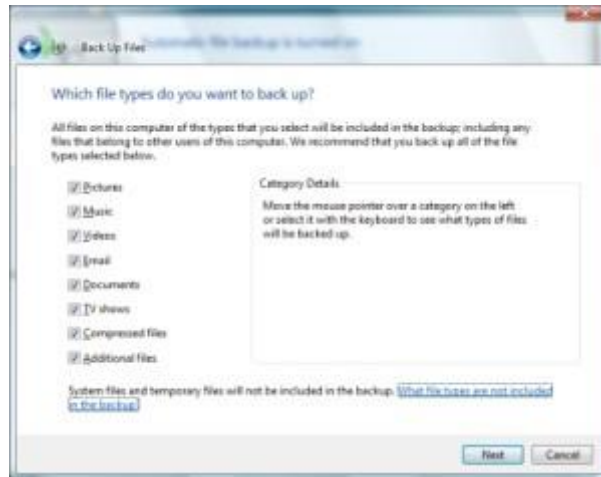 Automatic file backup is turned on
Back Up Files
Which file types do you want to back up?
All files on this computer of the types that you select will be included in the backup; including any
files that belong to other users of this computer. We recommend that you back up all of the file
types selected below.
Pictures
Music
Videos
Email
Documents
TV shows
Compressed files
Additional files
Category Details
Move the mouse pointer over a category on the left
or select it with the keyboard to see what types of files
will be backed up.
System files and temporary files will not be included in the backup. What file types are not included
in the backup?
Next
Cancel